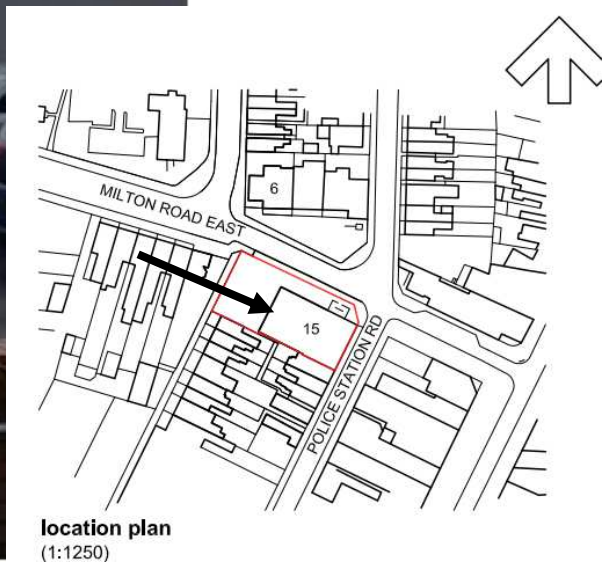 MILTON ROAD EAST
6
15
POLICE STATION RD
location plan
(1:1250)